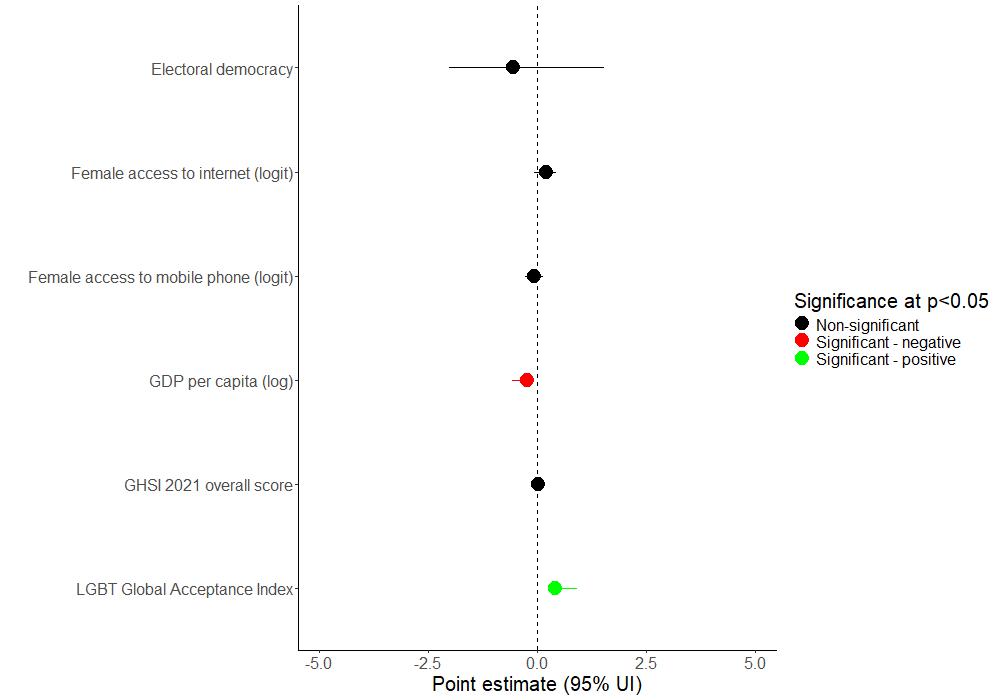 Electoral democracy
Female access to internet (logit)
Female access to mobile phone (logit)
GDP per capita (log)
GHSI 2021 overall score
LGBT Global Acceptance Index
-5.0 -2.5 0.0 2.5 5.0
Point estimate (95% UI)
Significance at p<0.05
Non-significant
Significant - negative
Significant - positive